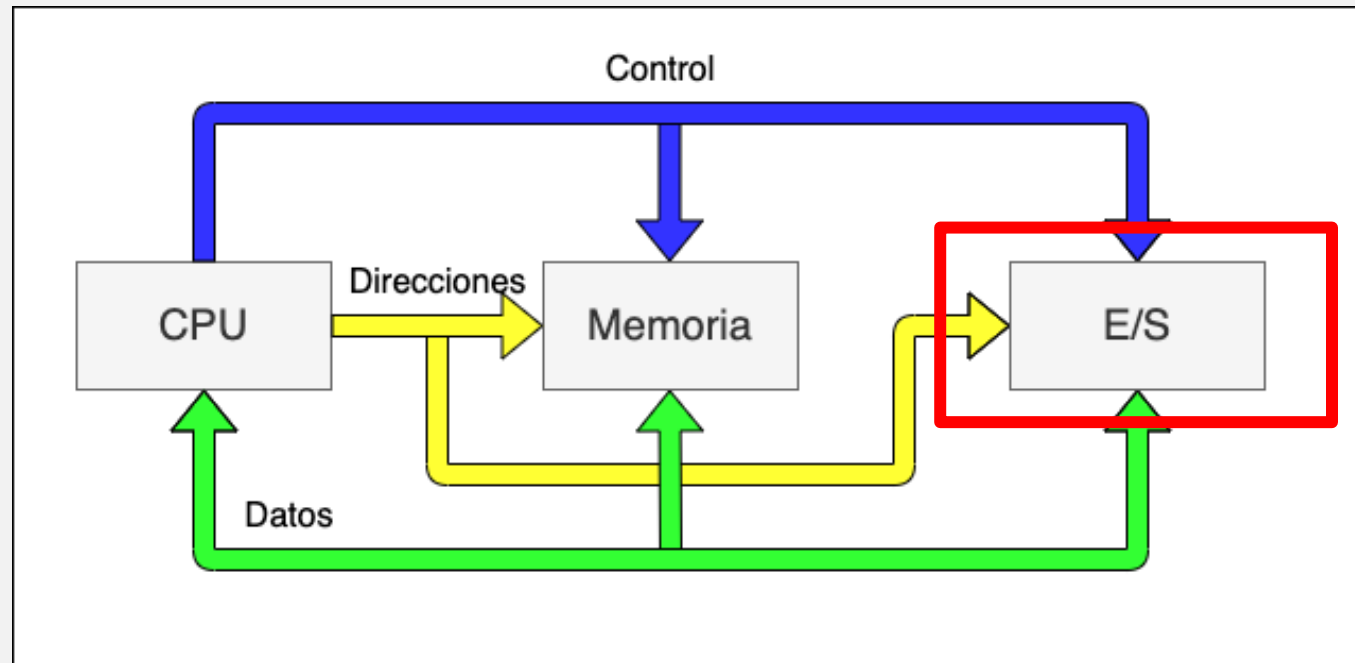 Control
Direcciones
CPU
Memoria
E/S
Datos